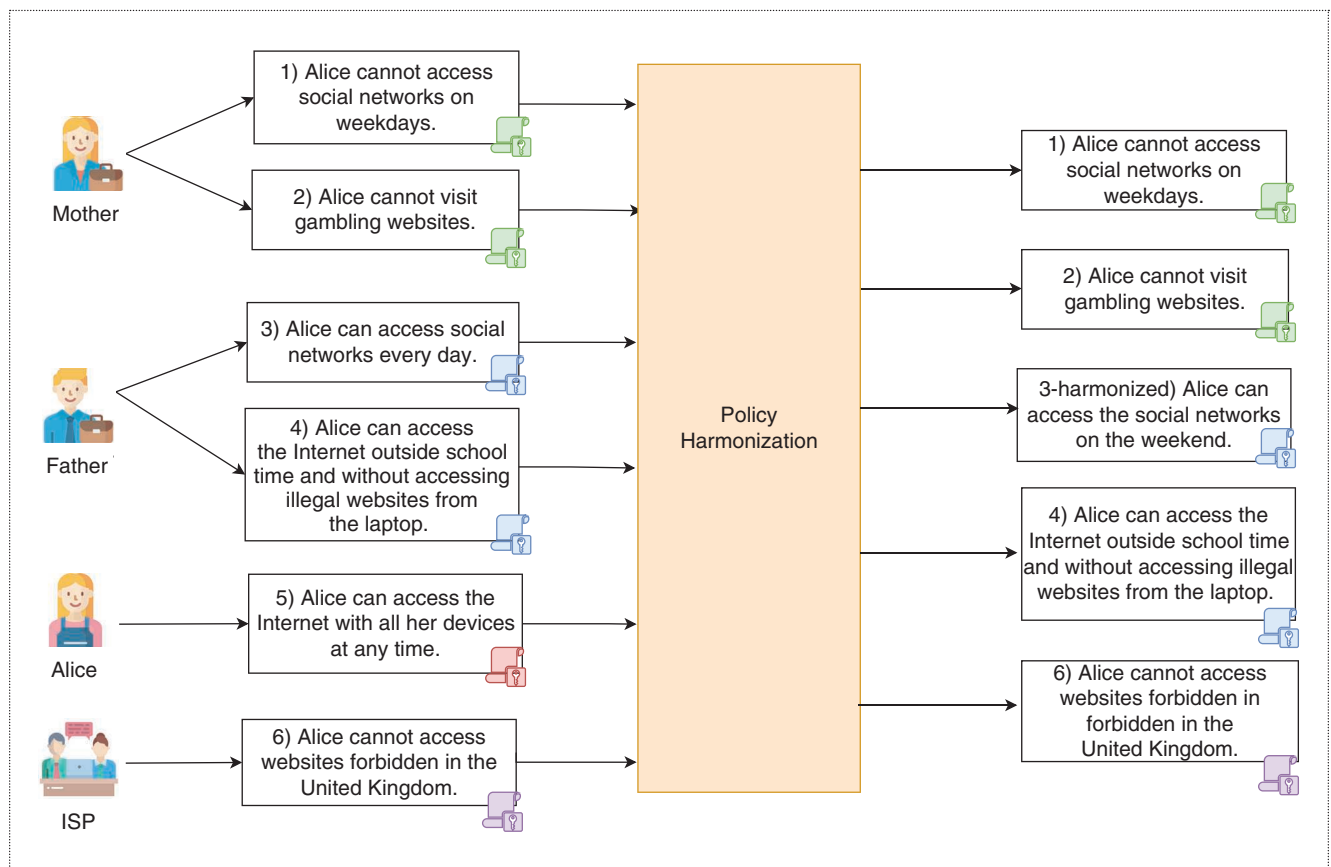 1) Alice cannot access
social networks on
weekdays.
Mother
2) Alice cannot visit
gambling websites.
3) Alice can access social
networks every day.
Father
4) Alice can access
the Internet outside school
time and without accessing
illegal websites from
the laptop.
5) Alice can access the
Internet with all her devices
at any time.
Alice
6) Alice cannot access
websites forbidden in the
United Kingdom.
ISP
Policy
Harmonization
1) Alice cannot access
social networks on
weekdays.
2) Alice cannot visit
gambling websites.
3-harmonized) Alice can
access the social networks
on the weekend.
4) Alice can access the
Internet outside school time
and without accessing illegal
websites from the laptop.
6) Alice cannot access
websites forbidden in
forbidden in the
United Kingdom.